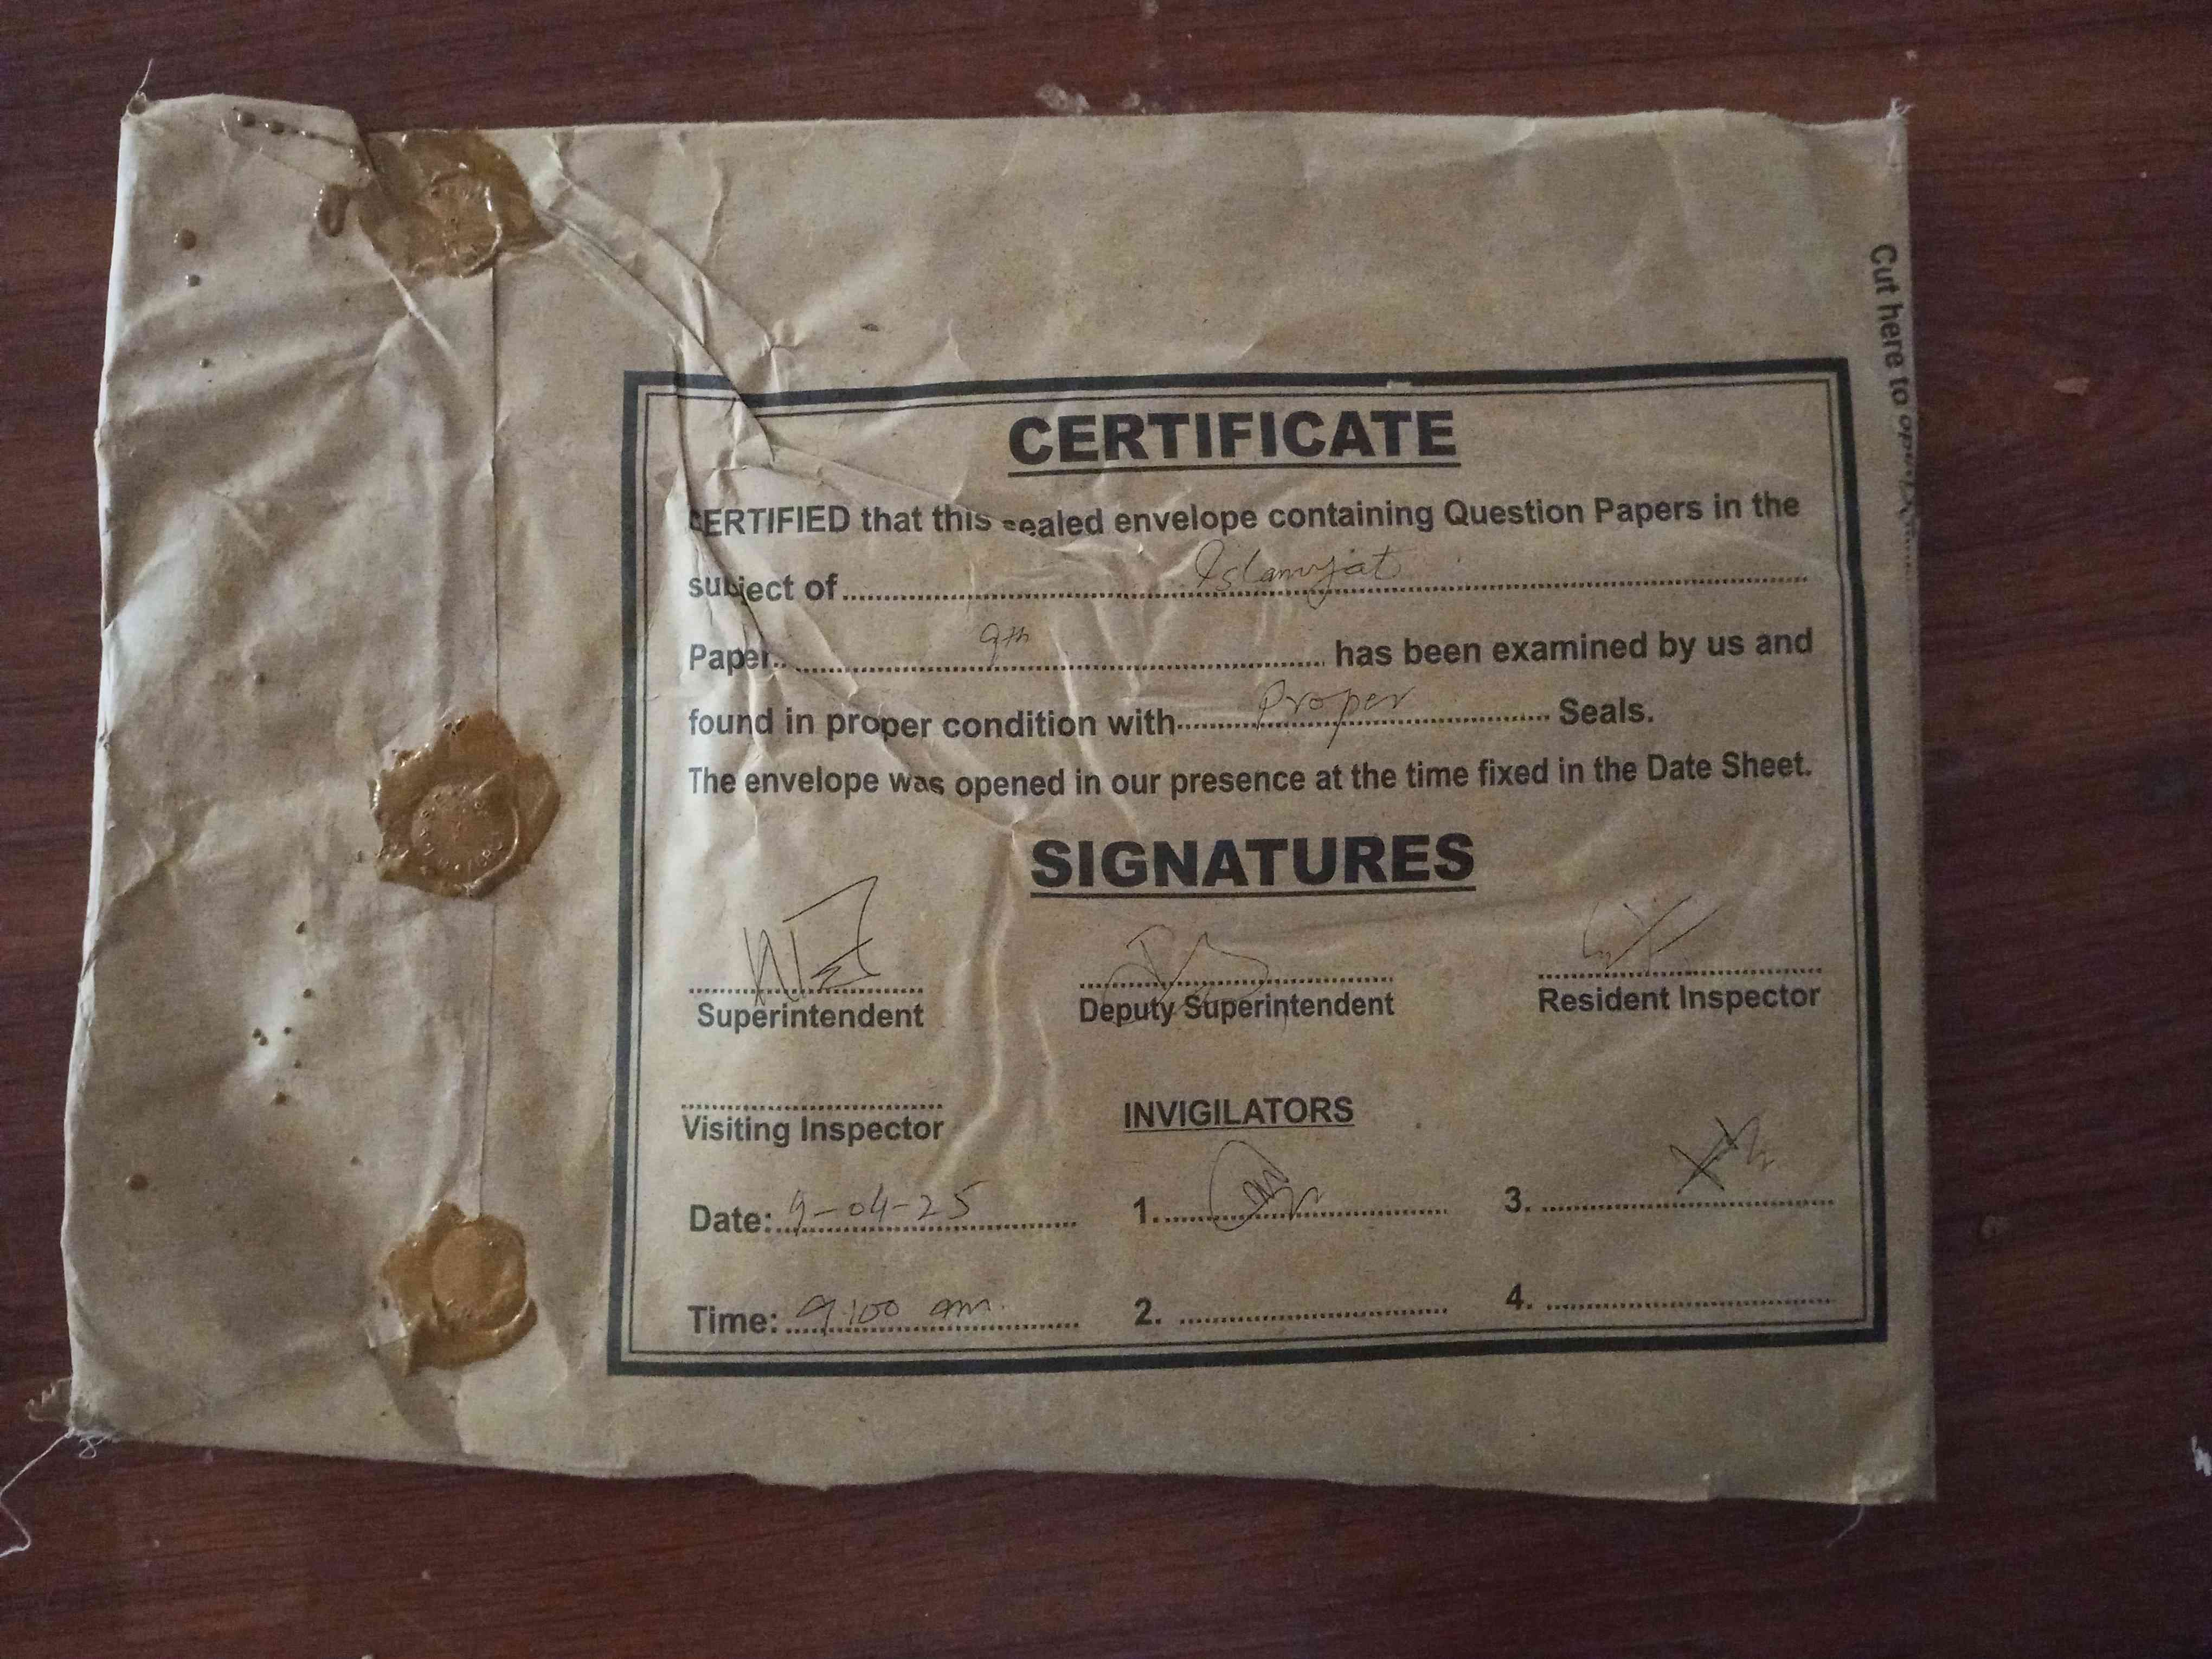 Cut here to open
CERTIFICATE
CERTIFIED that this sealed envelope containing Question Papers in the
subject of Islamyat
Paper 9th has been examined by us and
found in proper condition with Proper Seals.
The envelope was opened in our presence at the time fixed in the Date Sheet.
SIGNATURES
Superintendent Deputy Superintendent Resident Inspector
Visiting Inspector INVIGILATORS
Date: 9-04-25 1. 3.
Time: 9:00 am. 2. 4.